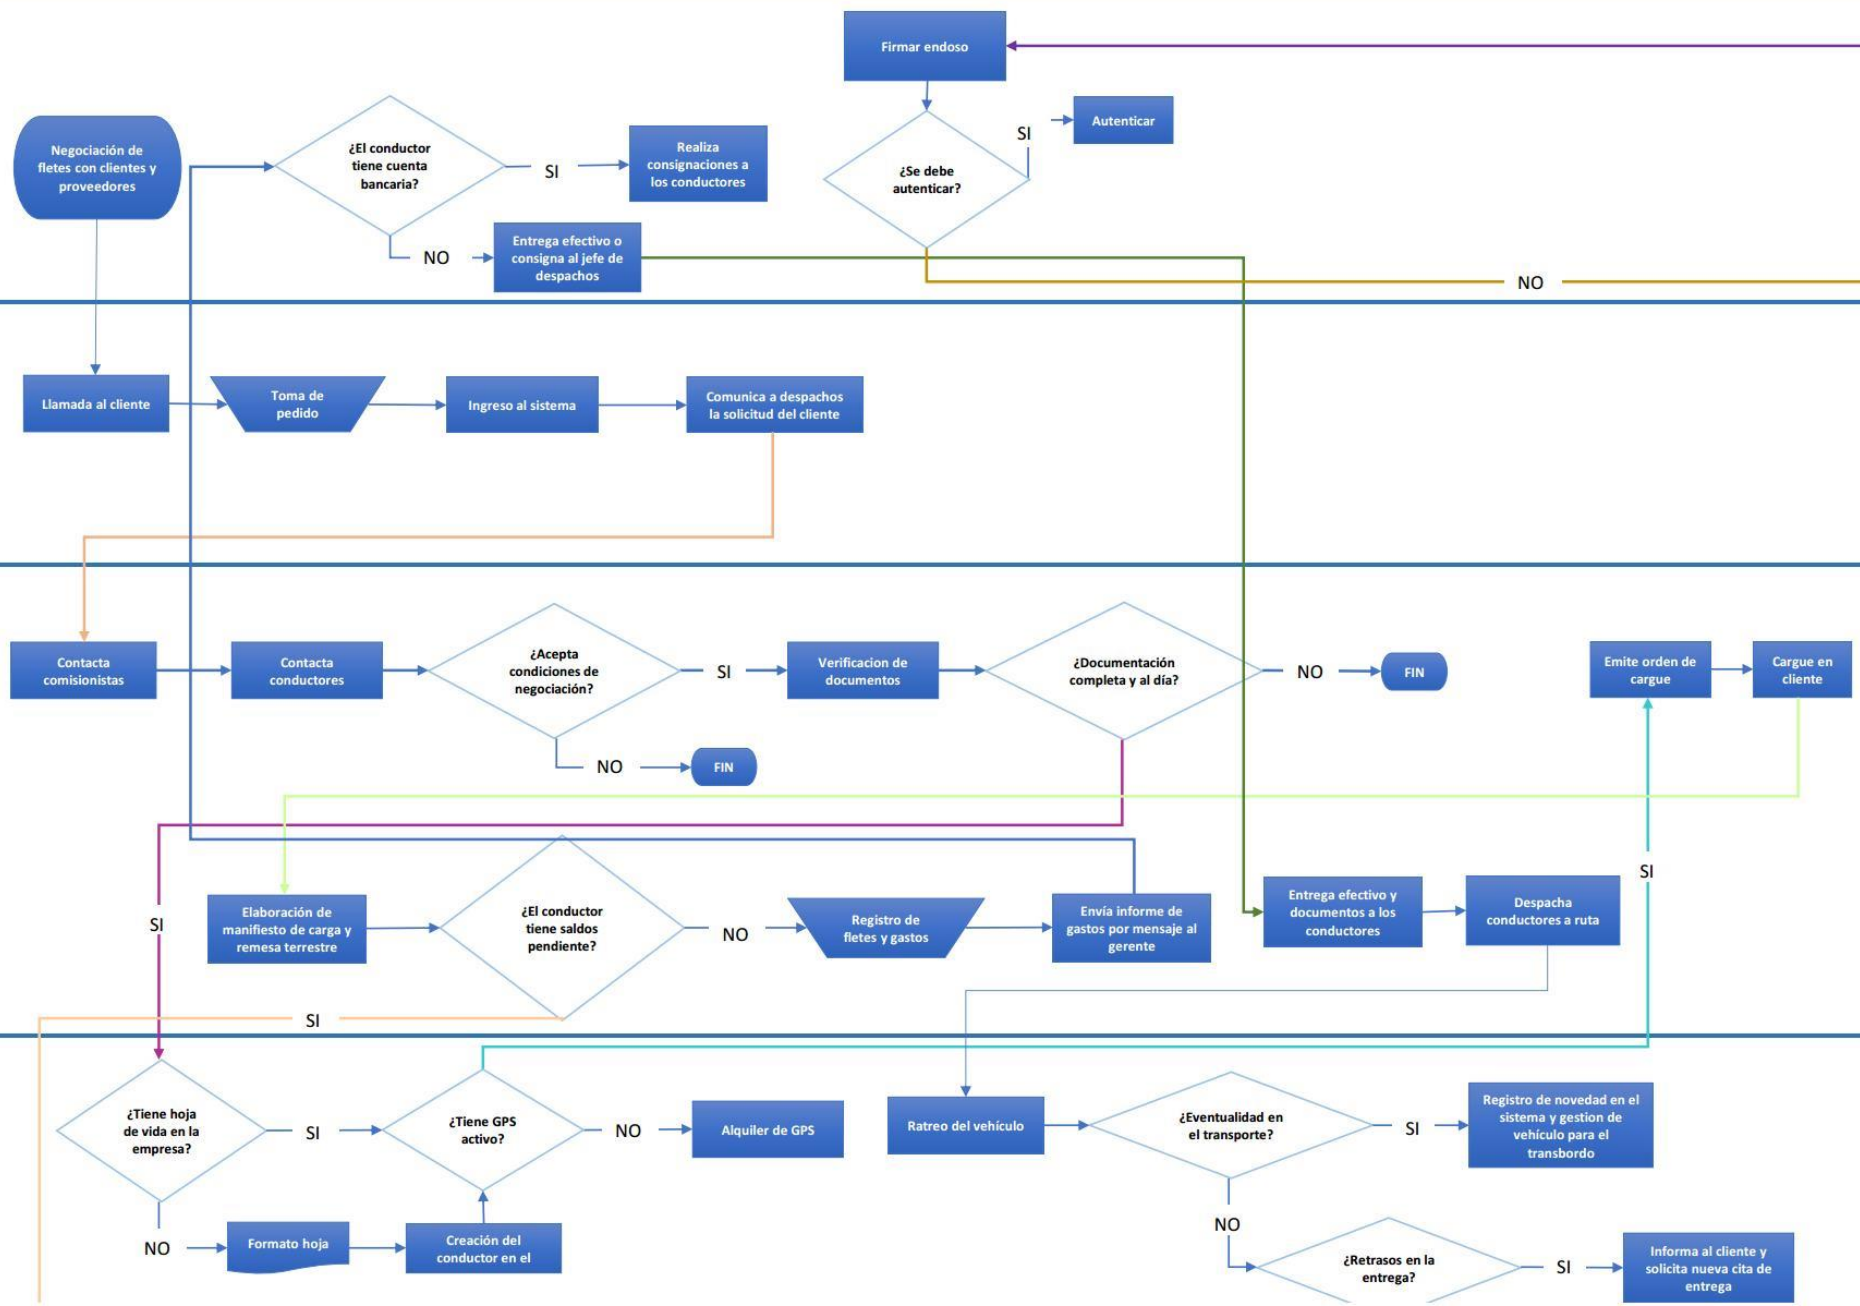 Firmar endoso
Negociación de
fletes con clientes y
proveedores
¿El conductor
tiene cuenta
bancaria?
SI
Realiza
consignaciones a
los conductores
NO
Entrega efectivo o
consigna al jefe de
despachos
¿Se debe
autenticar?
SI
Autenticar
NO
Llamada al cliente
Toma de
pedido
Ingreso al sistema
Comunica a despachos
la solicitud del cliente
Contacta
comisionistas
Contacta
conductores
¿Acepta
condiciones de
negociación?
SI
NO
FIN
Verificacion de
documentos
¿Documentación
completa y al día?
NO
FIN
Emite orden de
cargue
Cargue en
cliente
SI
Elaboración de
manifiesto de carga y
remesa terrestre
¿El conductor
tiene saldos
pendiente?
NO
Registro de
fletes y gastos
Envía informe de
gastos por mensaje al
gerente
Entrega efectivo y
documentos a los
conductores
Despacha
conductores a ruta
SI
SI
¿Tiene hoja
de vida en la
empresa?
SI
¿Tiene GPS
activo?
NO
Alquiler de GPS
NO
Formato hoja
Creación del
conductor en el
Ratreo del vehículo
¿Eventualidad en
el transporte?
SI
Registro de novedad en el
sistema y gestion de
vehículo para el
transbordo
NO
¿Retrasos en la
entrega?
SI
Informa al cliente y
solicita nueva cita de
entrega